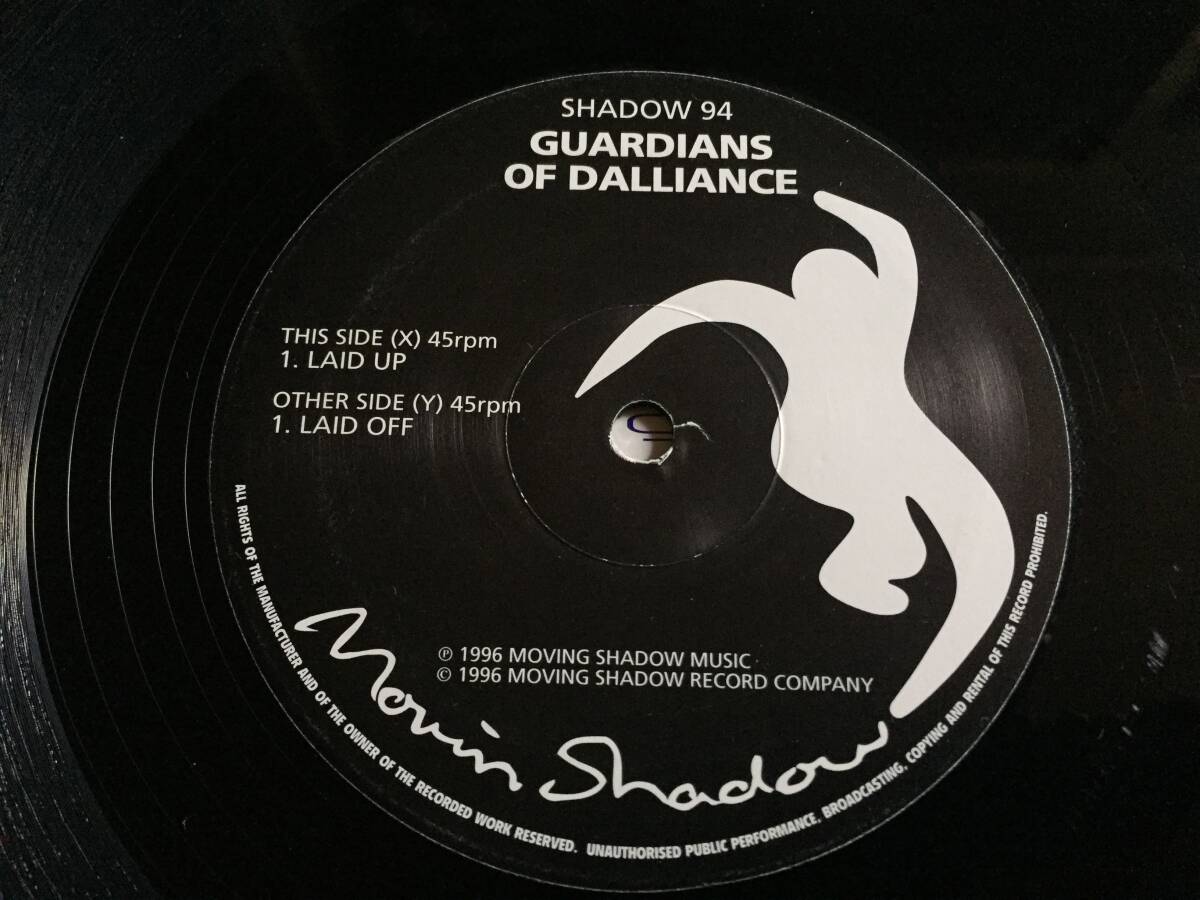 SHADOW 94
GUARDIANS
OF DALLIANCE
THIS SIDE (X) 45rpm
1. LAID UP
OTHER SIDE (Y) 45rpm
1. LAID OFF
℗ 1996 MOVING SHADOW MUSIC
© 1996 MOVING SHADOW RECORD COMPANY
Movin Shadow
ALL RIGHTS OF THE MANUFACTURER AND OF THE OWNER OF THE RECORDED WORK RESERVED. UNAUTHORISED PUBLIC PERFORMANCE, BROADCASTING, COPYING AND RENTAL OF THIS RECORD PROHIBITED.